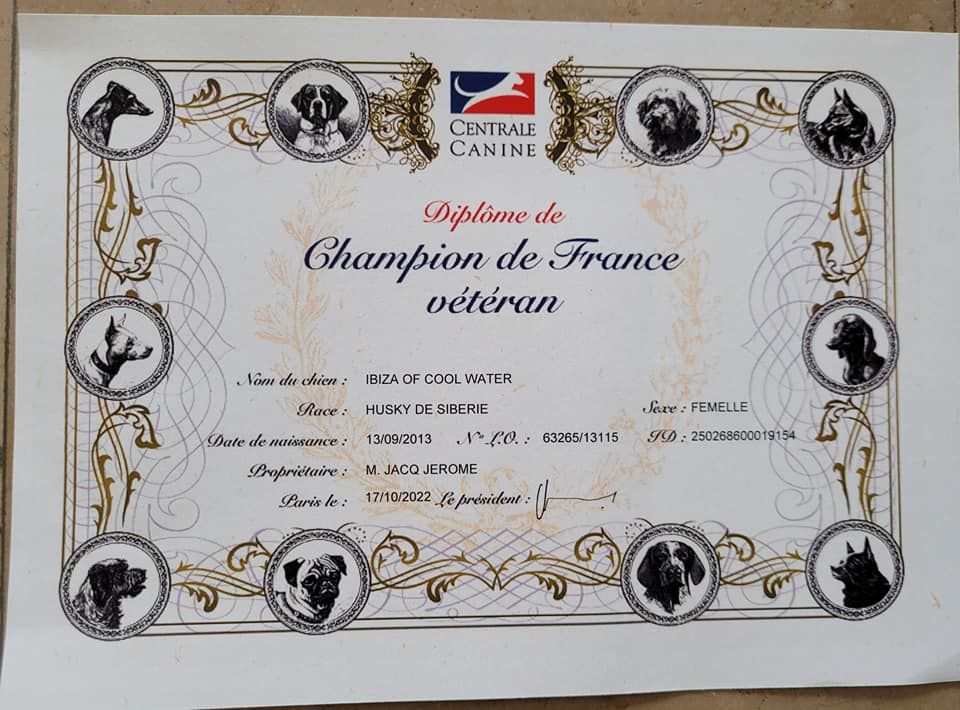 CENTRALE
CANINE
Diplôme de
Champion de France
vétéran
Nom du chien : IBIZA OF COOL WATER
Race : HUSKY DE SIBERIE Sexe : FEMELLE
Date de naissance : 13/09/2013 N° L.O. : 63265/13115 ID : 250268600019154
Propriétaire : M. JACQ JEROME
Paris le : 17/10/2022 Le président :